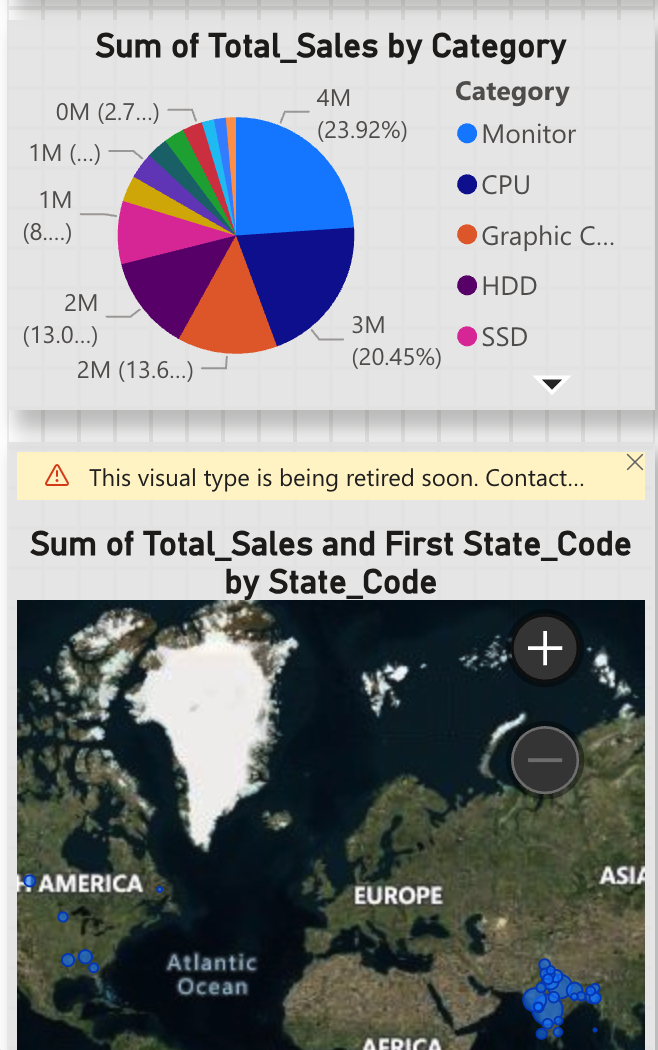 Sum of Total_Sales by Category
0M (2.7...)
4M
(23.92%)
1M (...)
1M
(8....)
2M
(13.0...)
2M (13.6...)
3M
(20.45%)
Category
Monitor
CPU
Graphic C...
HDD
SSD
This visual type is being retired soon. Contact...
Sum of Total_Sales and First State_Code
by State_Code
H AMERICA
EUROPE
ASIA
Atlantic
Ocean
AFRICA